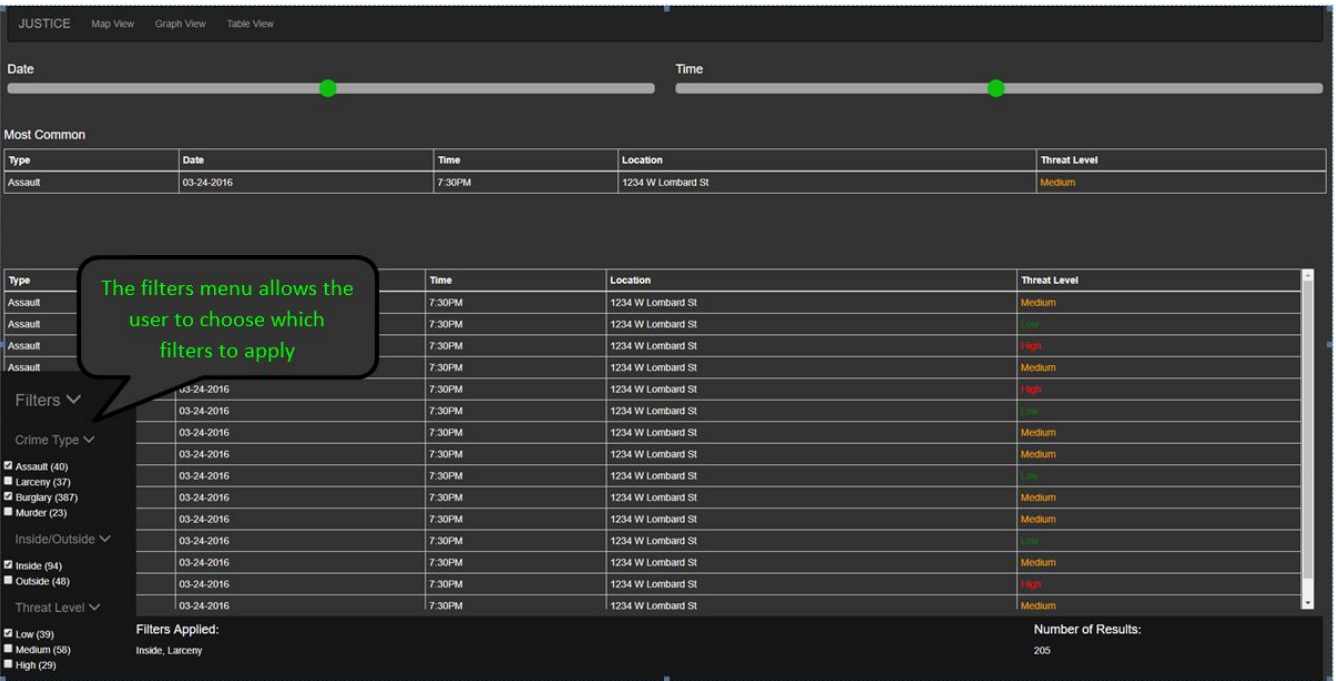 JUSTICE Map View Graph View Table View
Date Time
Most Common
Type Date Time Location Threat Level
Assault 03-24-2016 7:30PM 1234 W Lombard St Medium
Type Time Location Threat Level
Assault 7:30PM 1234 W Lombard St Medium
Assault 7:30PM 1234 W Lombard St Low
Assault 7:30PM 1234 W Lombard St High
Assault 7:30PM 1234 W Lombard St Medium
03-24-2016 7:30PM 1234 W Lombard St High
03-24-2016 7:30PM 1234 W Lombard St Low
03-24-2016 7:30PM 1234 W Lombard St Medium
03-24-2016 7:30PM 1234 W Lombard St Medium
03-24-2016 7:30PM 1234 W Lombard St Low
03-24-2016 7:30PM 1234 W Lombard St Medium
03-24-2016 7:30PM 1234 W Lombard St Medium
03-24-2016 7:30PM 1234 W Lombard St Low
03-24-2016 7:30PM 1234 W Lombard St Medium
03-24-2016 7:30PM 1234 W Lombard St High
03-24-2016 7:30PM 1234 W Lombard St Medium
The filters menu allows the
user to choose which
filters to apply
Filters
Crime Type
Assault (40)
Larceny (37)
Burglary (387)
Murder (23)
Inside/Outside
Inside (94)
Outside (48)
Threat Level
Low (39)
Medium (58)
High (29)
Filters Applied: Number of Results:
Inside, Larceny 205